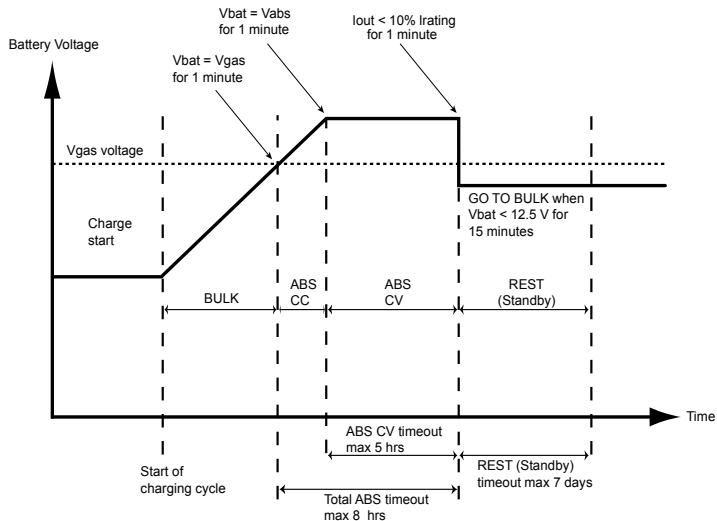 Vbat = Vabs
for 1 minute
Iout < 10% Irating
for 1 minute
Battery Voltage
Vbat = Vgas
for 1 minute
Vgas voltage
Charge
start
GO TO BULK when
Vbat < 12.5 V for
15 minutes
BULK
ABS
CC
ABS
CV
REST
(Standby)
Time
ABS CV timeout
max 5 hrs
Start of
charging cycle
REST (Standby)
timeout max 7 days
Total ABS timeout
max 8 hrs